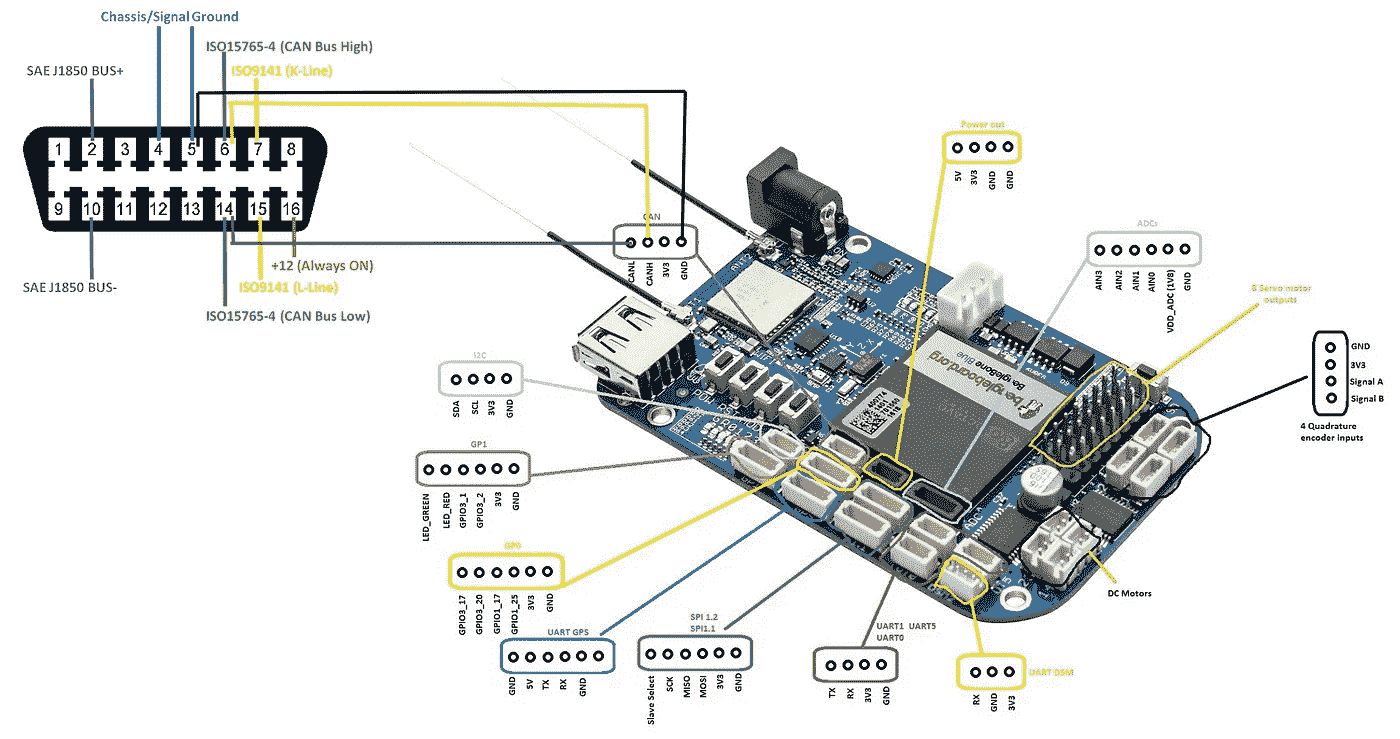 Chassis/Signal Ground
ISO15765-4 (CAN Bus High)
SAE J1850 BUS+
ISO9141 (K-Line)
1 2 3 4 5 6 7 8
9 10 11 12 13 14 15 16
+12 (Always ON)
SAE J1850 BUS-
ISO9141 (L-Line)
ISO15765-4 (CAN Bus Low)
CAN
CANL
CANH
3V3
GND
Power out
5V
3V3
GND
GND
ADCs
AIN3
AIN2
AIN1
AIN0
VDD_ADC (1V8)
GND
8 Servo motor
outputs
GND
3V3
Signal A
Signal B
4 Quadrature
encoder inputs
beagleboard.org
BeagleBone Blue
I2C
SDA
SCL
3V3
GND
GP1
LED_GREEN
LED_RED
GPIO3_1
GPIO3_2
3V3
GND
GP0
GPIO3_17
GPIO3_20
GPIO1_17
GPIO1_25
3V3
GND
UART GPS
GND
5V
TX
RX
GND
SPI 1.2
SPI1.1
Slave Select
SCK
MISO
MOSI
3V3
GND
UART1 UART5
UART0
TX
RX
3V3
GND
UART DSM
RX
GND
3V3
DC Motors
ADC